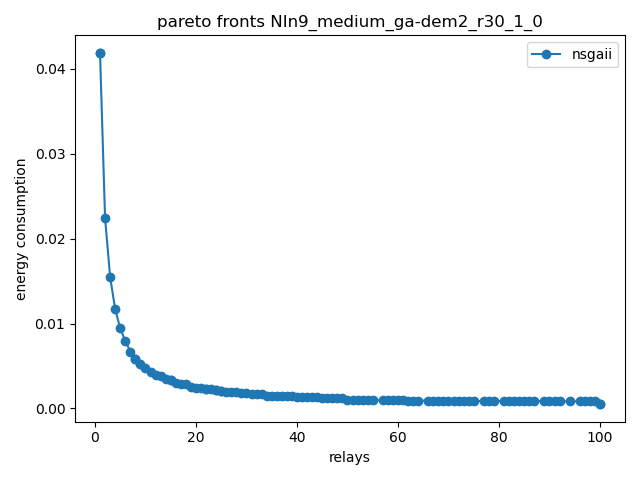 pareto fronts NIn9_medium_ga-dem2_r30_1_0
nsgaii
0.04
0.03
0.02
0.01
0.00
energy consumption
0
20
40
60
80
100
relays